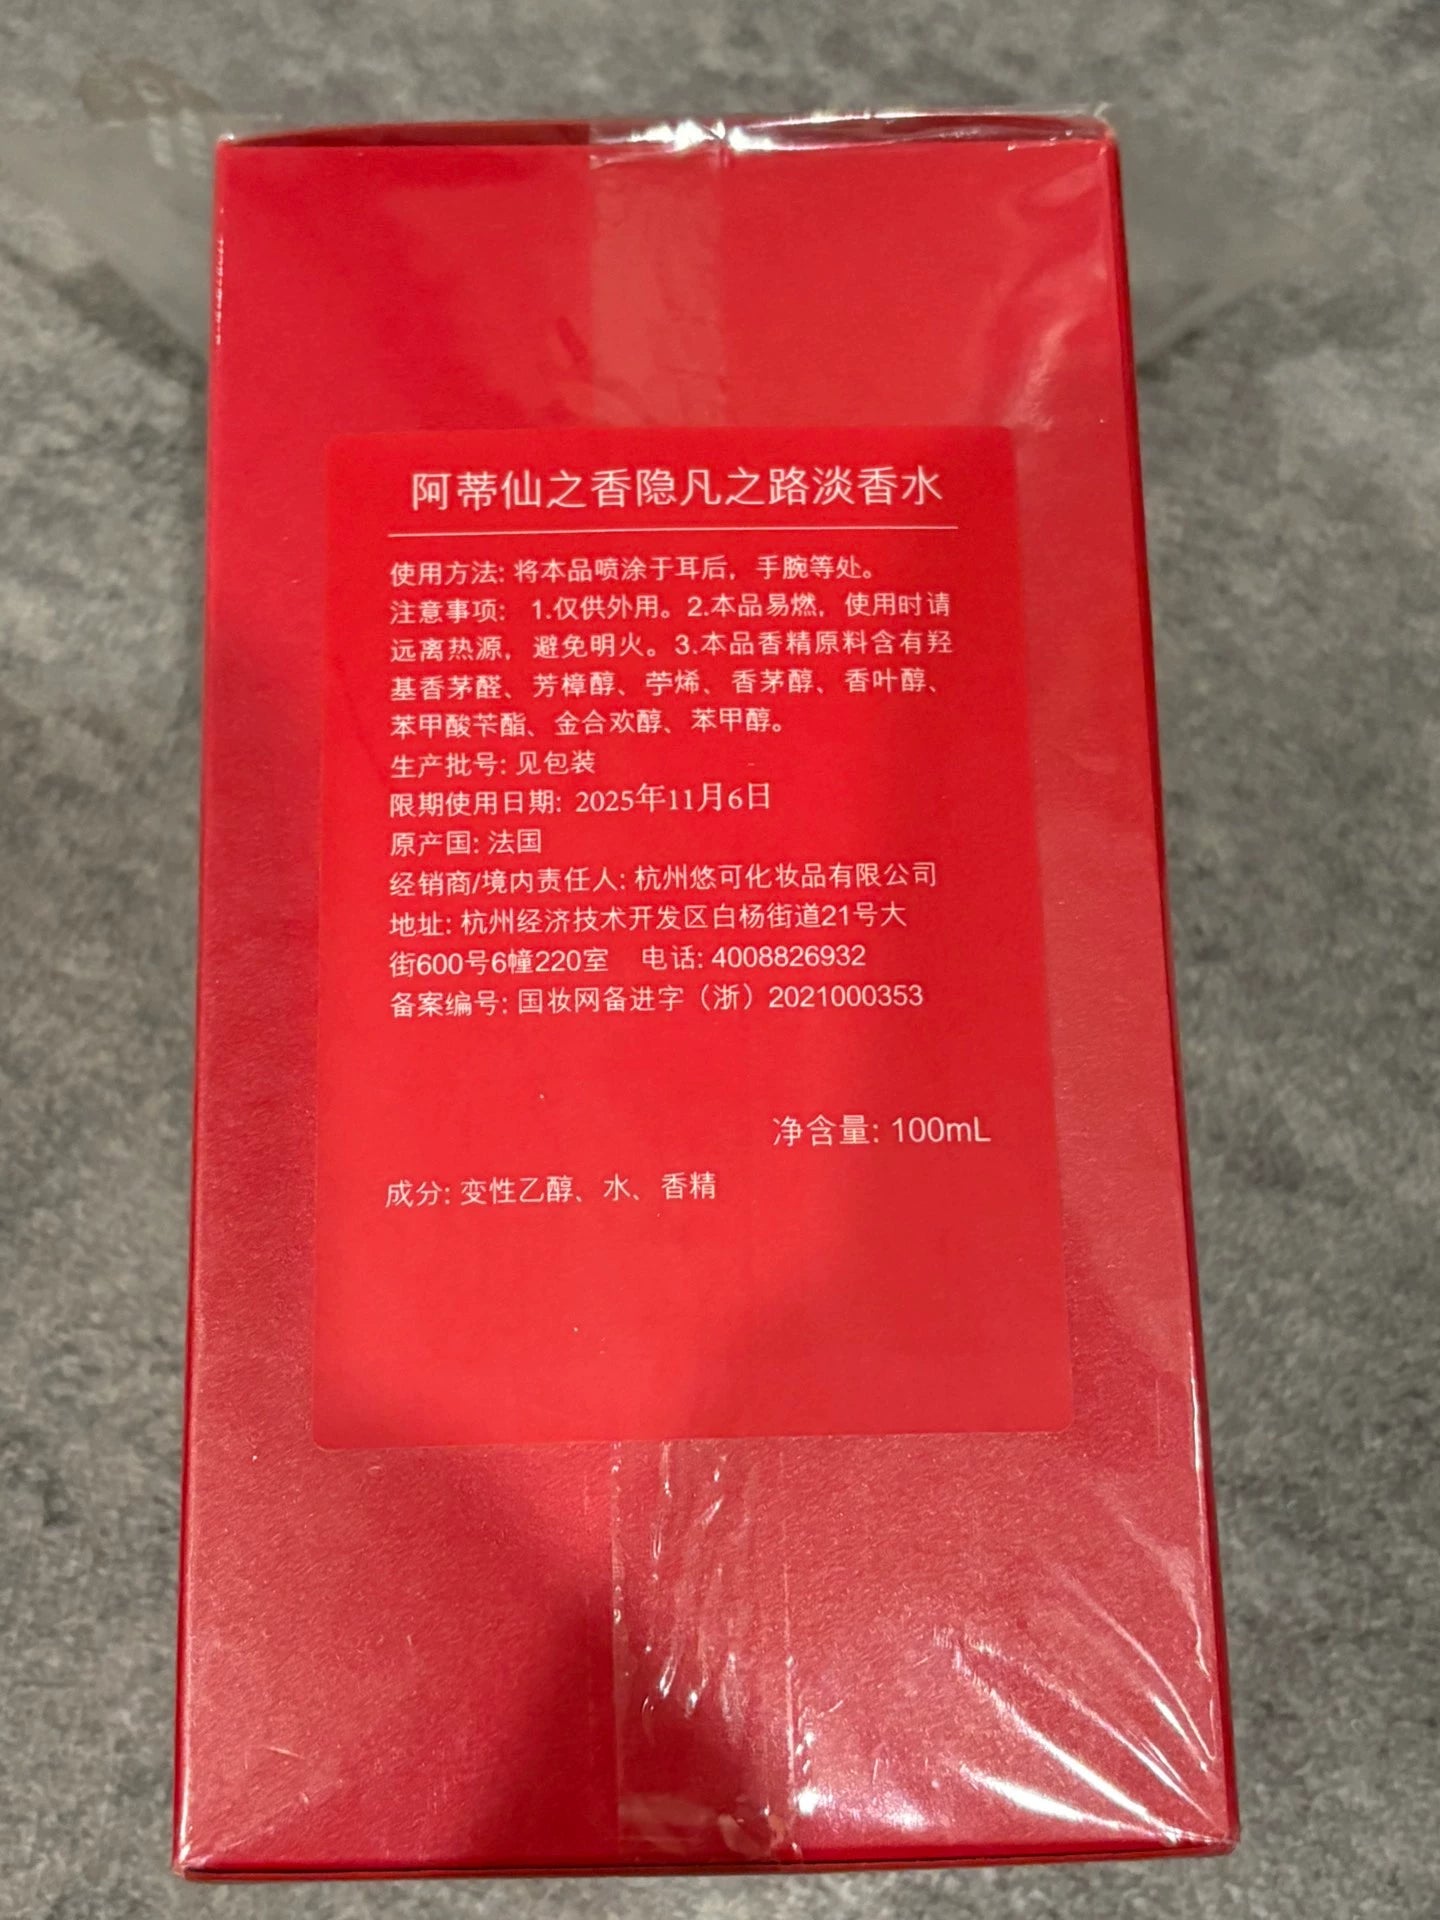 阿蒂仙之香隐凡之路淡香水
使用方法: 将本品喷涂于耳后，手腕等处。
注意事项: 1.仅供外用。2.本品易燃，使用时请
远离热源，避免明火。3.本品香精原料含有羟
基香茅醛、芳樟醇、苧烯、香茅醇、香叶醇、
苯甲酸苄酯、金合欢醇、苯甲醇。
生产批号: 见包装
限期使用日期: 2025年11月6日
原产国: 法国
经销商/境内责任人: 杭州悠可化妆品有限公司
地址: 杭州经济技术开发区白杨街道21号大
街600号6幢220室 电话: 4008826932
备案编号: 国妆网备进字（浙）2021000353
净含量: 100mL
成分: 变性乙醇、水、香精